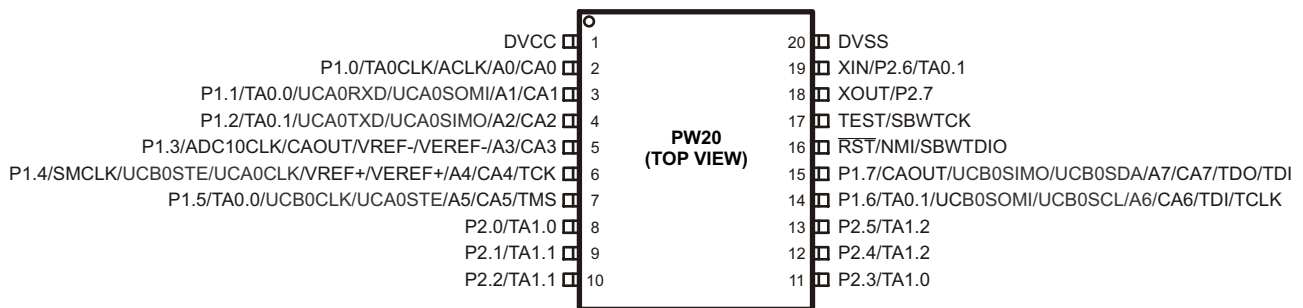 DVCC 1 20 DVSS
P1.0/TA0CLK/ACLK/A0/CA0 2 19 XIN/P2.6/TA0.1
P1.1/TA0.0/UCA0RXD/UCA0SOMI/A1/CA1 3 18 XOUT/P2.7
P1.2/TA0.1/UCA0TXD/UCA0SIMO/A2/CA2 4 17 TEST/SBWTCK
P1.3/ADC10CLK/CAOUT/VREF-/VEREF-/A3/CA3 5 16 RST/NMI/SBWTDIO
P1.4/SMCLK/UCB0STE/UCA0CLK/VREF+/VEREF+/A4/CA4/TCK 6 15 P1.7/CAOUT/UCB0SIMO/UCB0SDA/A7/CA7/TDO/TDI
P1.5/TA0.0/UCB0CLK/UCA0STE/A5/CA5/TMS 7 14 P1.6/TA0.1/UCB0SOMI/UCB0SCL/A6/CA6/TDI/TCLK
P2.0/TA1.0 8 13 P2.5/TA1.2
P2.1/TA1.1 9 12 P2.4/TA1.2
P2.2/TA1.1 10 11 P2.3/TA1.0
PW20
(TOP VIEW)